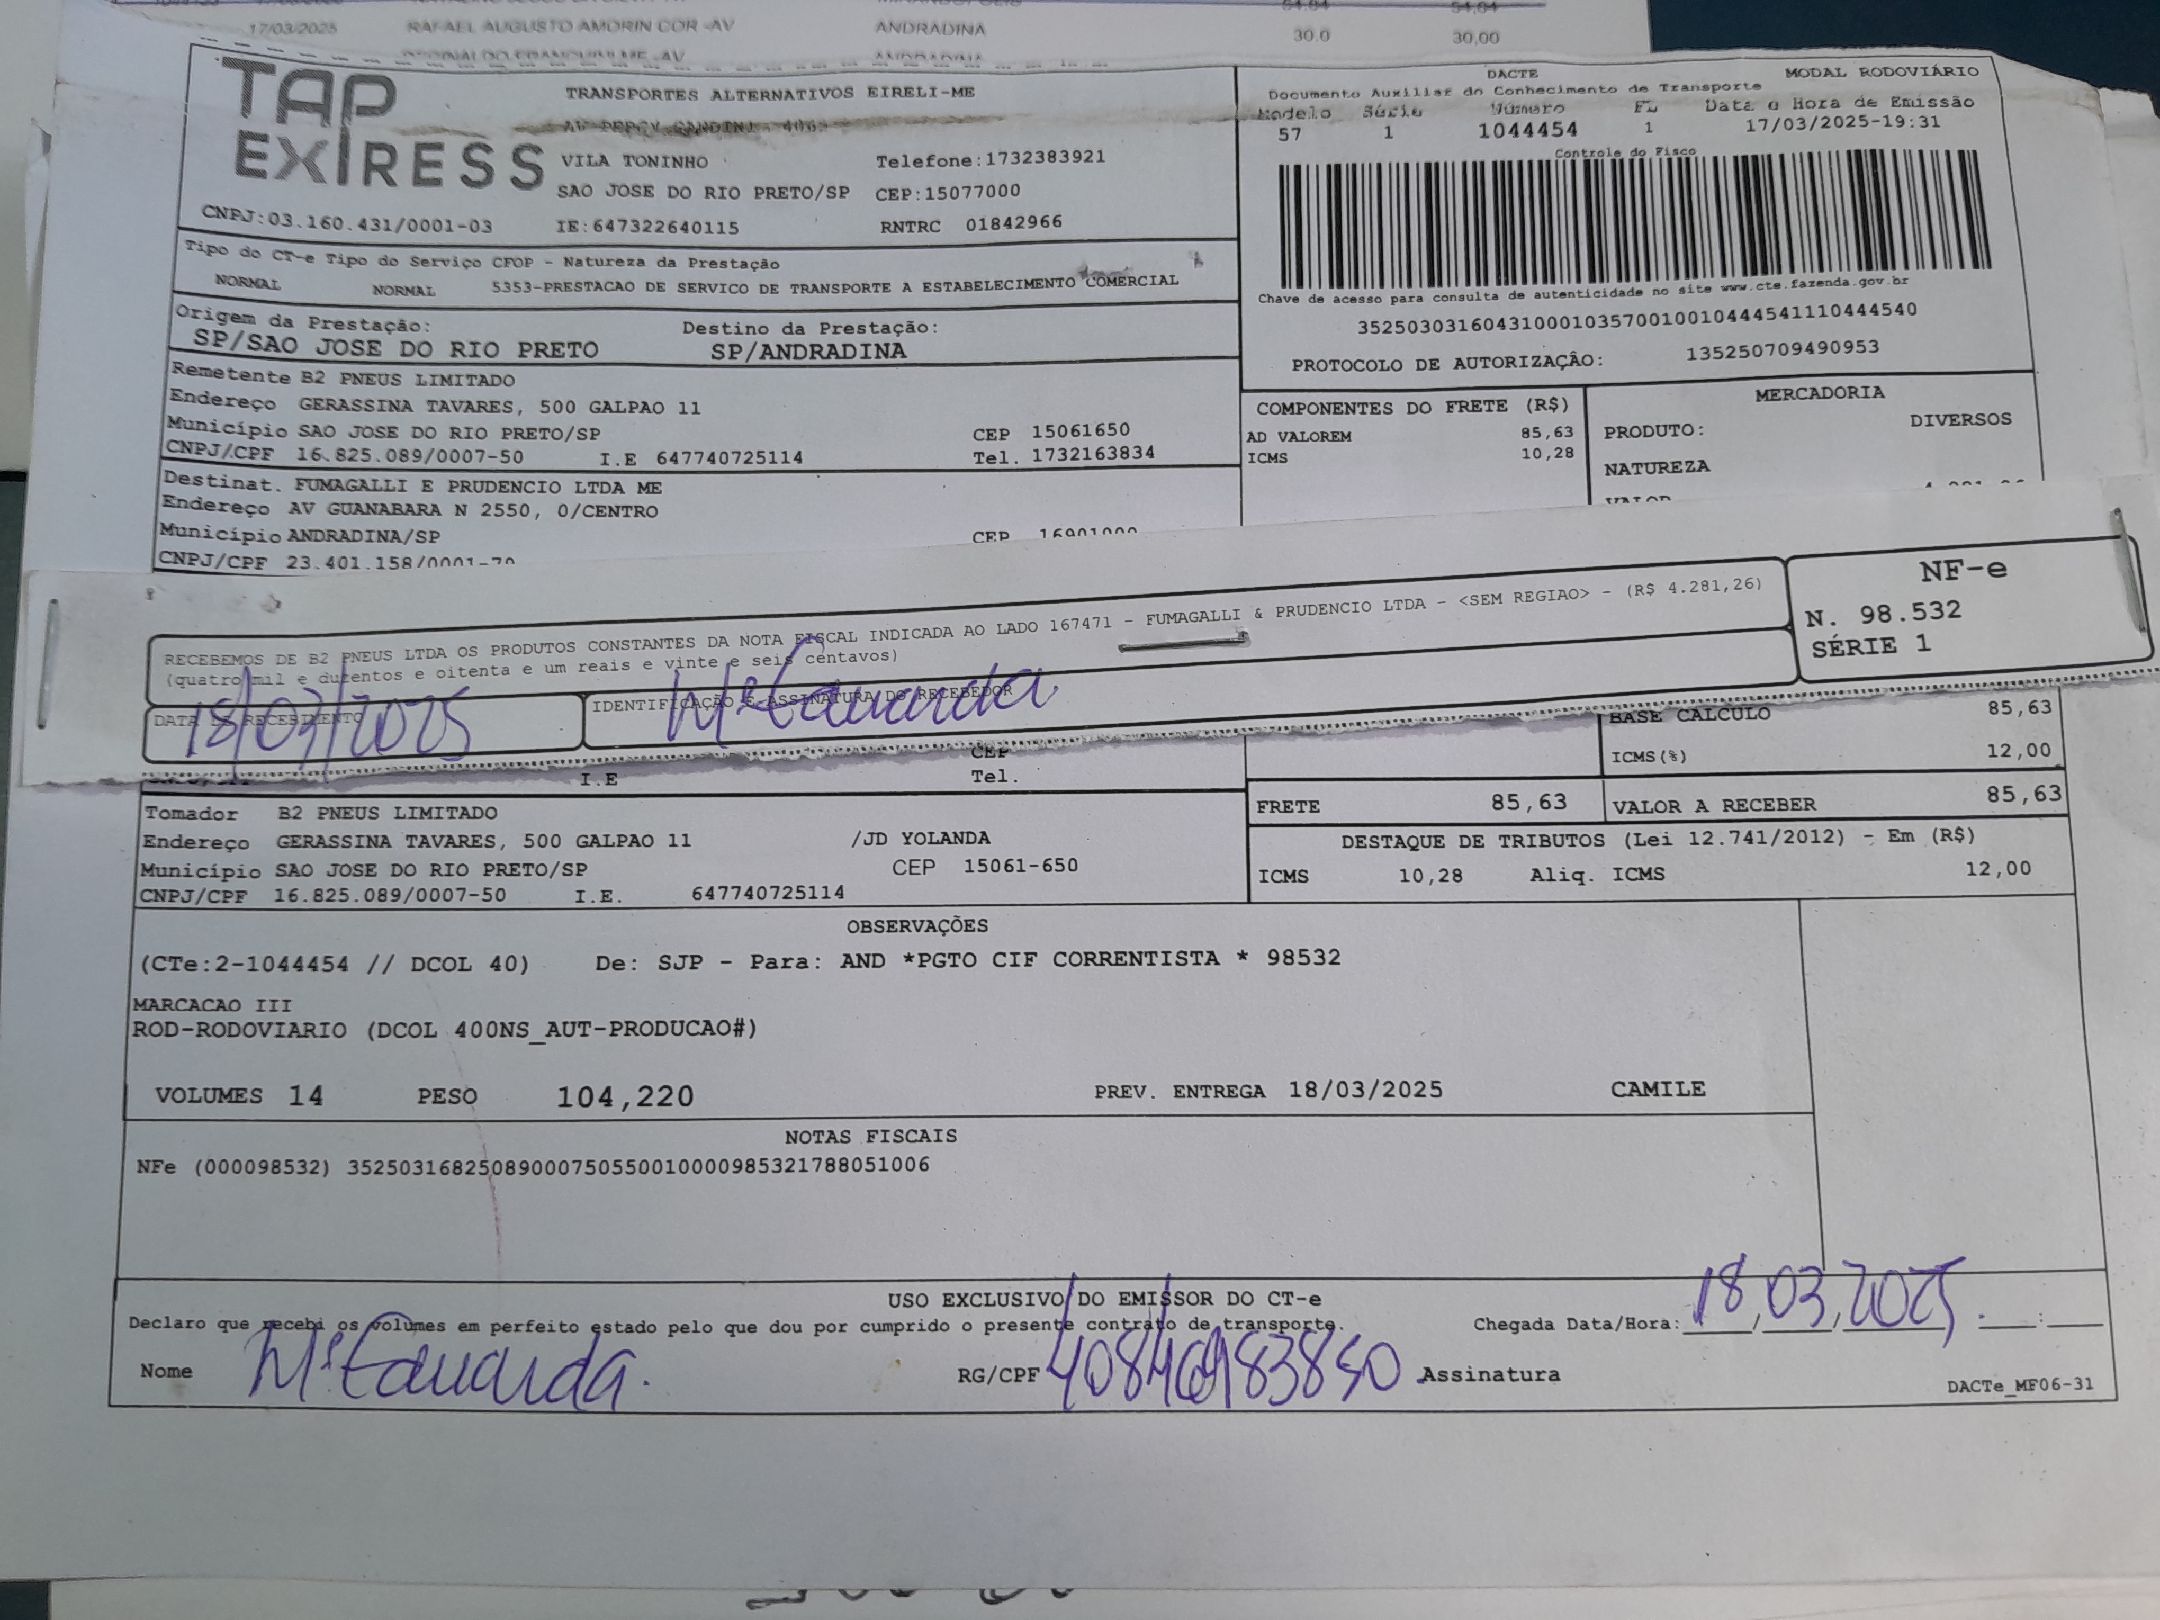 17/03/2025 RAFAEL AUGUSTO AMORIN COR -AV ANDRADINA 30.0 30,00
TAP
EXPRESS
TRANSPORTES ALTERNATIVOS EIRELI-ME
VILA TONINHO Telefone:1732383921
SAO JOSE DO RIO PRETO/SP CEP:15077000
CNPJ:03.160.431/0001-03 IE:647322640115 RNTRC 01842966
DACTE MODAL RODOVIÁRIO
Documento Auxiliar do Conhecimento de Transporte
Modelo Série Número FL Data e Hora de Emissão
57 1 1044454 1 17/03/2025-19:31
Controle do Fisco
Chave de acesso para consulta de autenticidade no site www.cte.fazenda.gov.br
35250303160431000103570010010444541110444540
PROTOCOLO DE AUTORIZAÇÃO: 135250709490953
Tipo do CT-e Tipo do Serviço CFOP - Natureza da Prestação
NORMAL NORMAL 5353-PRESTACAO DE SERVICO DE TRANSPORTE A ESTABELECIMENTO COMERCIAL
Origem da Prestação: Destino da Prestação:
SP/SAO JOSE DO RIO PRETO SP/ANDRADINA
Remetente B2 PNEUS LIMITADO
Endereço GERASSINA TAVARES, 500 GALPAO 11
Município SAO JOSE DO RIO PRETO/SP CEP 15061650
CNPJ/CPF 16.825.089/0007-50 I.E 647740725114 Tel. 1732163834
COMPONENTES DO FRETE (R$)
AD VALOREM 85,63
ICMS 10,28
MERCADORIA
PRODUTO: DIVERSOS
NATUREZA
VALOR
Destinat. FUMAGALLI E PRUDENCIO LTDA ME
Endereço AV GUANABARA N 2550, 0/CENTRO
Município ANDRADINA/SP CEP 16901000
CNPJ/CPF 23.401.158/0001-70
RECEBEMOS DE B2 PNEUS LTDA OS PRODUTOS CONSTANTES DA NOTA FISCAL INDICADA AO LADO 167471 - FUMAGALLI & PRUDENCIO LTDA - <SEM REGIAO> - (R$ 4.281,26)
(quatro mil e duzentos e oitenta e um reais e vinte e seis centavos)
NF-e
N. 98.532
SÉRIE 1
DATA DE RECEBIMENTO IDENTIFICAÇÃO E ASSINATURA DO RECEBEDOR
18/03/2025 Mª Eduarda
CEP
I.E Tel.
BASE CALCULO 85,63
ICMS(%) 12,00
FRETE 85,63 VALOR A RECEBER 85,63
Tomador B2 PNEUS LIMITADO
Endereço GERASSINA TAVARES, 500 GALPAO 11 /JD YOLANDA
Município SAO JOSE DO RIO PRETO/SP CEP 15061-650
CNPJ/CPF 16.825.089/0007-50 I.E. 647740725114
DESTAQUE DE TRIBUTOS (Lei 12.741/2012) - Em (R$)
ICMS 10,28 Aliq. ICMS 12,00
OBSERVAÇÕES
(CTe:2-1044454 // DCOL 40) De: SJP - Para: AND *PGTO CIF CORRENTISTA * 98532
MARCACAO III
ROD-RODOVIARIO (DCOL 400NS_AUT-PRODUCAO#)
VOLUMES 14 PESO 104,220 PREV. ENTREGA 18/03/2025 CAMILE
NOTAS FISCAIS
NFe (000098532) 35250316825089000750550010000985321788051006
USO EXCLUSIVO DO EMISSOR DO CT-e
Declaro que recebi os volumes em perfeito estado pelo que dou por cumprido o presente contrato de transporte. Chegada Data/Hora: 18/03/2025
Nome Mª Eduarda. RG/CPF 40846983850 Assinatura
DACTe_MF06-31